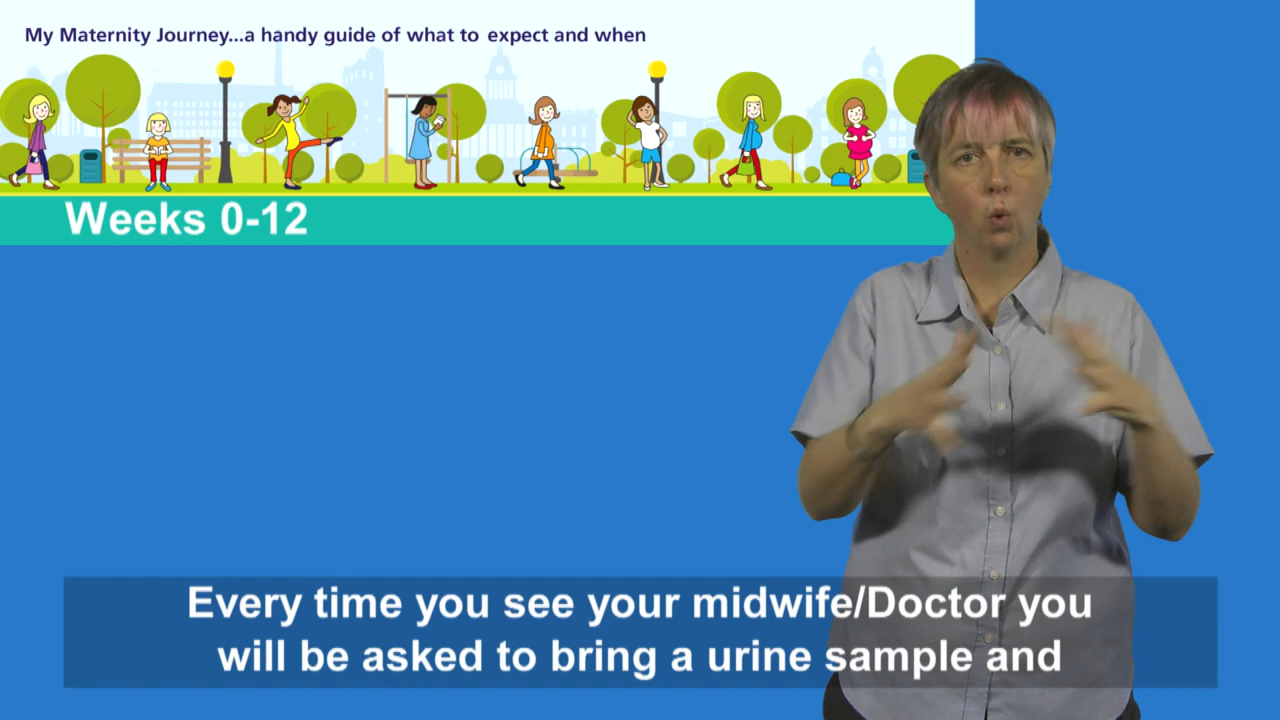 My Maternity Journey...a handy guide of what to expect and when
Weeks 0-12
Every time you see your midwife/Doctor you
will be asked to bring a urine sample and